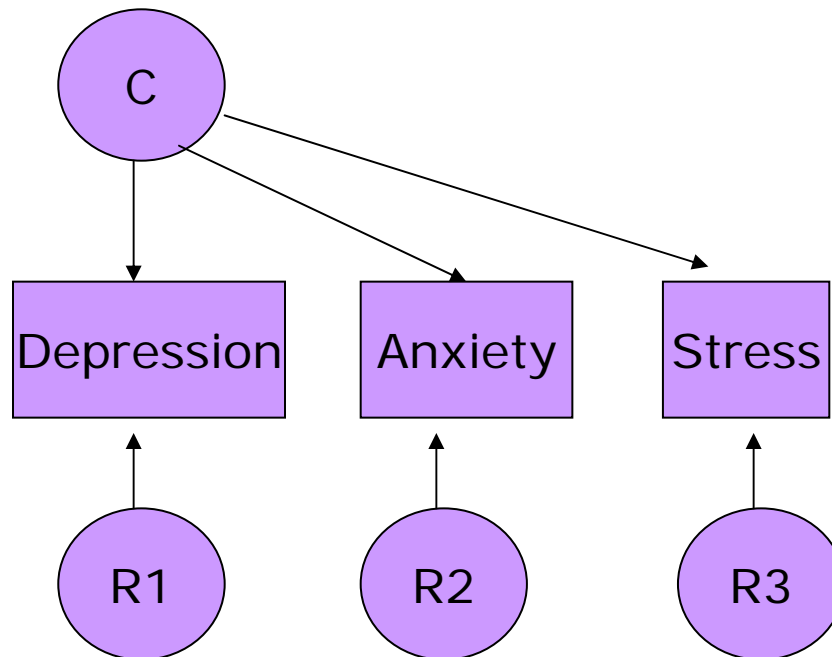 C
Depression
Anxiety
Stress
R1
R2
R3